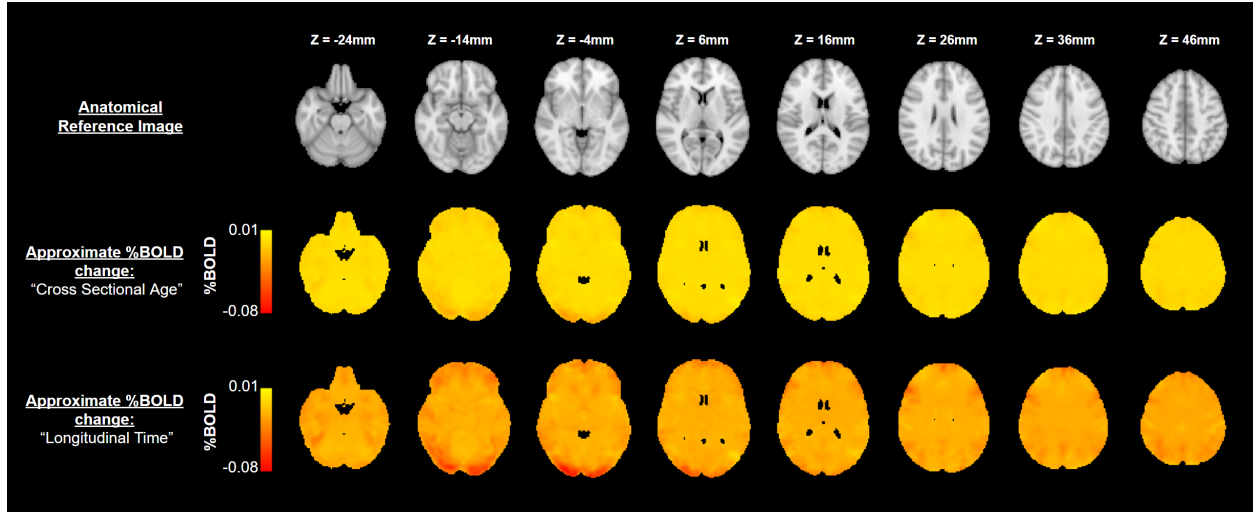 Z = -24mm Z = -14mm Z = -4mm Z = 6mm Z = 16mm Z = 26mm Z = 36mm Z = 46mm
Anatomical
Reference Image
Approximate %BOLD
change:
“Cross Sectional Age”
%BOLD
0.01
-0.08
Approximate %BOLD
change:
“Longitudinal Time”
%BOLD
0.01
-0.08